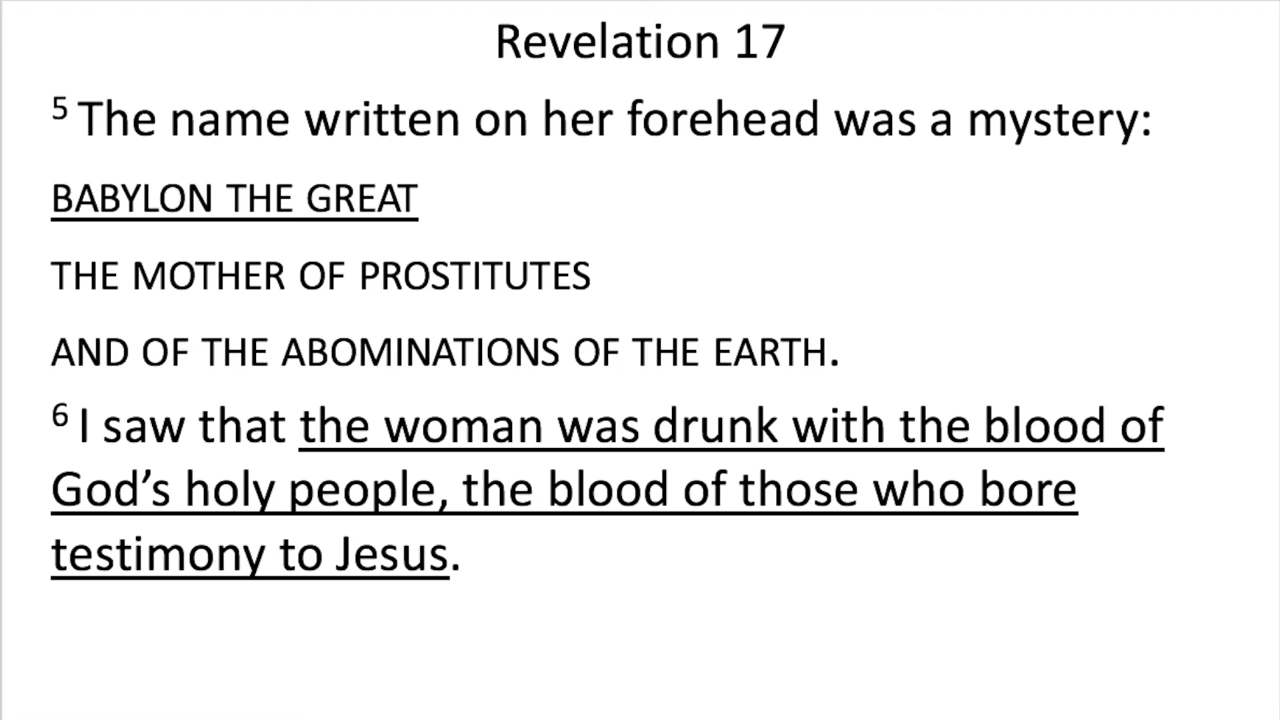 Revelation 17
5 The name written on her forehead was a mystery:
BABYLON THE GREAT
THE MOTHER OF PROSTITUTES
AND OF THE ABOMINATIONS OF THE EARTH.
6 I saw that the woman was drunk with the blood of
God’s holy people, the blood of those who bore
testimony to Jesus.